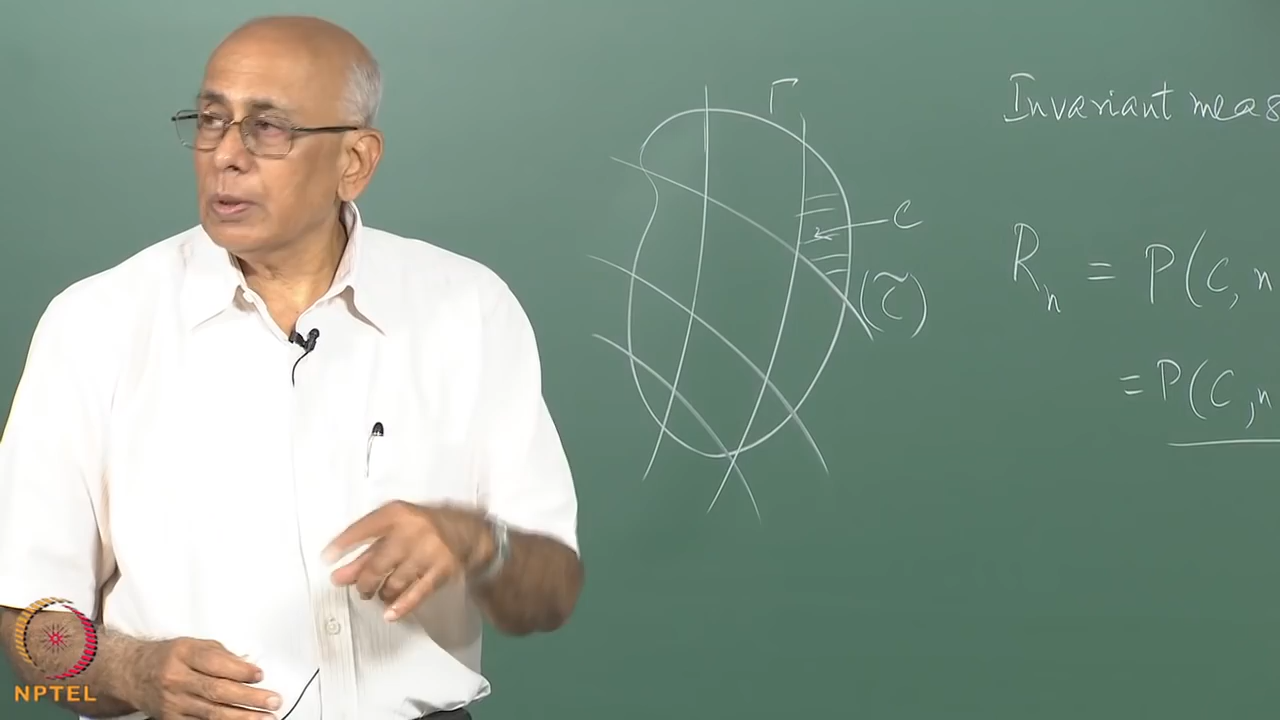 Γ
Invariant meas
C
(C̃)
R_n = P(C, n
= P(C, n
NPTEL